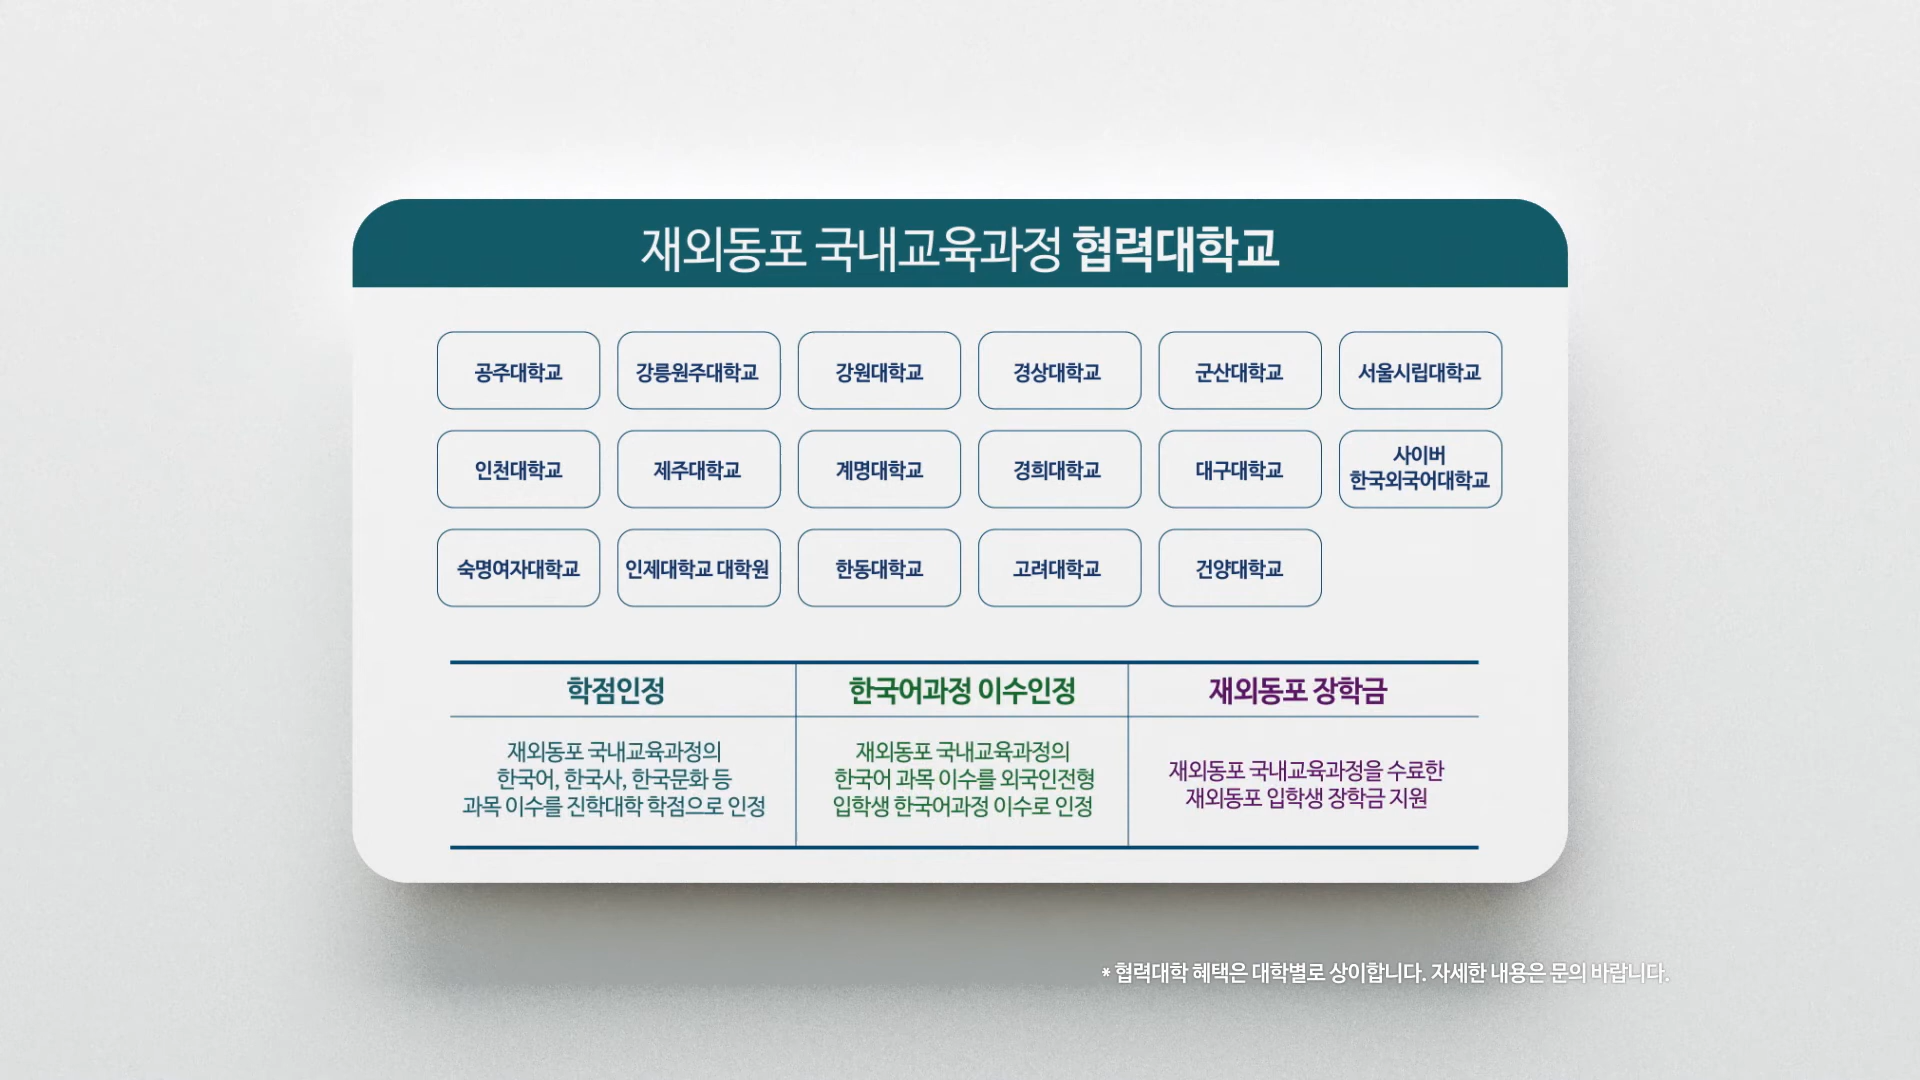 재외동포 국내교육과정 협력대학교
공주대학교
강릉원주대학교
강원대학교
경상대학교
군산대학교
서울시립대학교
인천대학교
제주대학교
계명대학교
경희대학교
대구대학교
사이버
한국외국어대학교
숙명여자대학교
인제대학교 대학원
한동대학교
고려대학교
건양대학교
학점인정
재외동포 국내교육과정의
한국어, 한국사, 한국문화 등
과목 이수를 진학대학 학점으로 인정
한국어과정 이수인정
재외동포 국내교육과정의
한국어 과목 이수를 외국인전형
입학생 한국어과정 이수로 인정
재외동포 장학금
재외동포 국내교육과정을 수료한
재외동포 입학생 장학금 지원
* 협력대학 혜택은 대학별로 상이합니다. 자세한 내용은 문의 바랍니다.